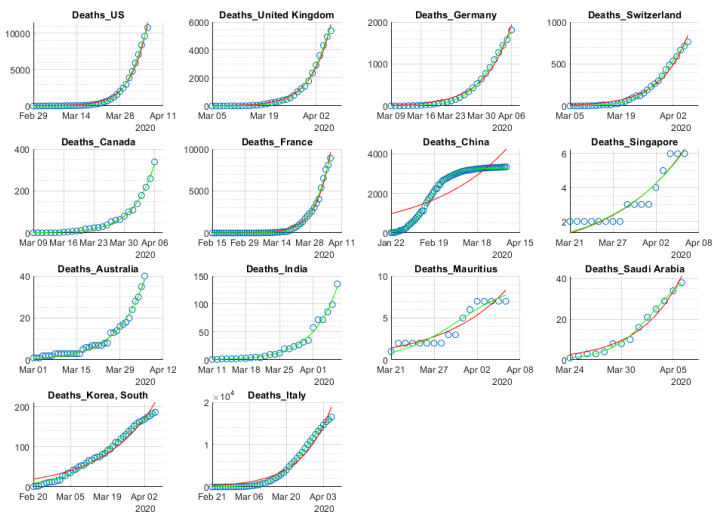 Deaths_US
10000
5000
0
Feb 29 Mar 14 Mar 28 Apr 11
2020
Deaths_United Kingdom
6000
4000
2000
0
Mar 05 Mar 19 Apr 02
2020
Deaths_Germany
2000
1000
0
Mar 09 Mar 16 Mar 23 Mar 30 Apr 06
2020
Deaths_Switzerland
1000
500
0
Mar 05 Mar 19 Apr 02
2020
Deaths_Canada
400
200
0
Mar 09 Mar 16 Mar 23 Mar 30 Apr 06
2020
Deaths_France
10000
5000
0
Feb 15 Feb 29 Mar 14 Mar 28 Apr 11
2020
Deaths_China
4000
2000
0
Jan 22 Feb 19 Mar 18 Apr 15
2020
Deaths_Singapore
6
4
2
Mar 21 Mar 27 Apr 02 Apr 08
2020
Deaths_Australia
40
20
0
Mar 01 Mar 15 Mar 29 Apr 12
2020
Deaths_India
150
100
50
0
Mar 11 Mar 18 Mar 25 Apr 01
2020
Deaths_Mauritius
10
5
0
Mar 21 Mar 27 Apr 02 Apr 08
2020
Deaths_Saudi Arabia
40
20
0
Mar 24 Mar 30 Apr 05
2020
Deaths_Korea, South
200
100
0
Feb 20 Mar 05 Mar 19 Apr 02
2020
Deaths_Italy
×10⁴
2
1
0
Feb 21 Mar 06 Mar 20 Apr 03
2020